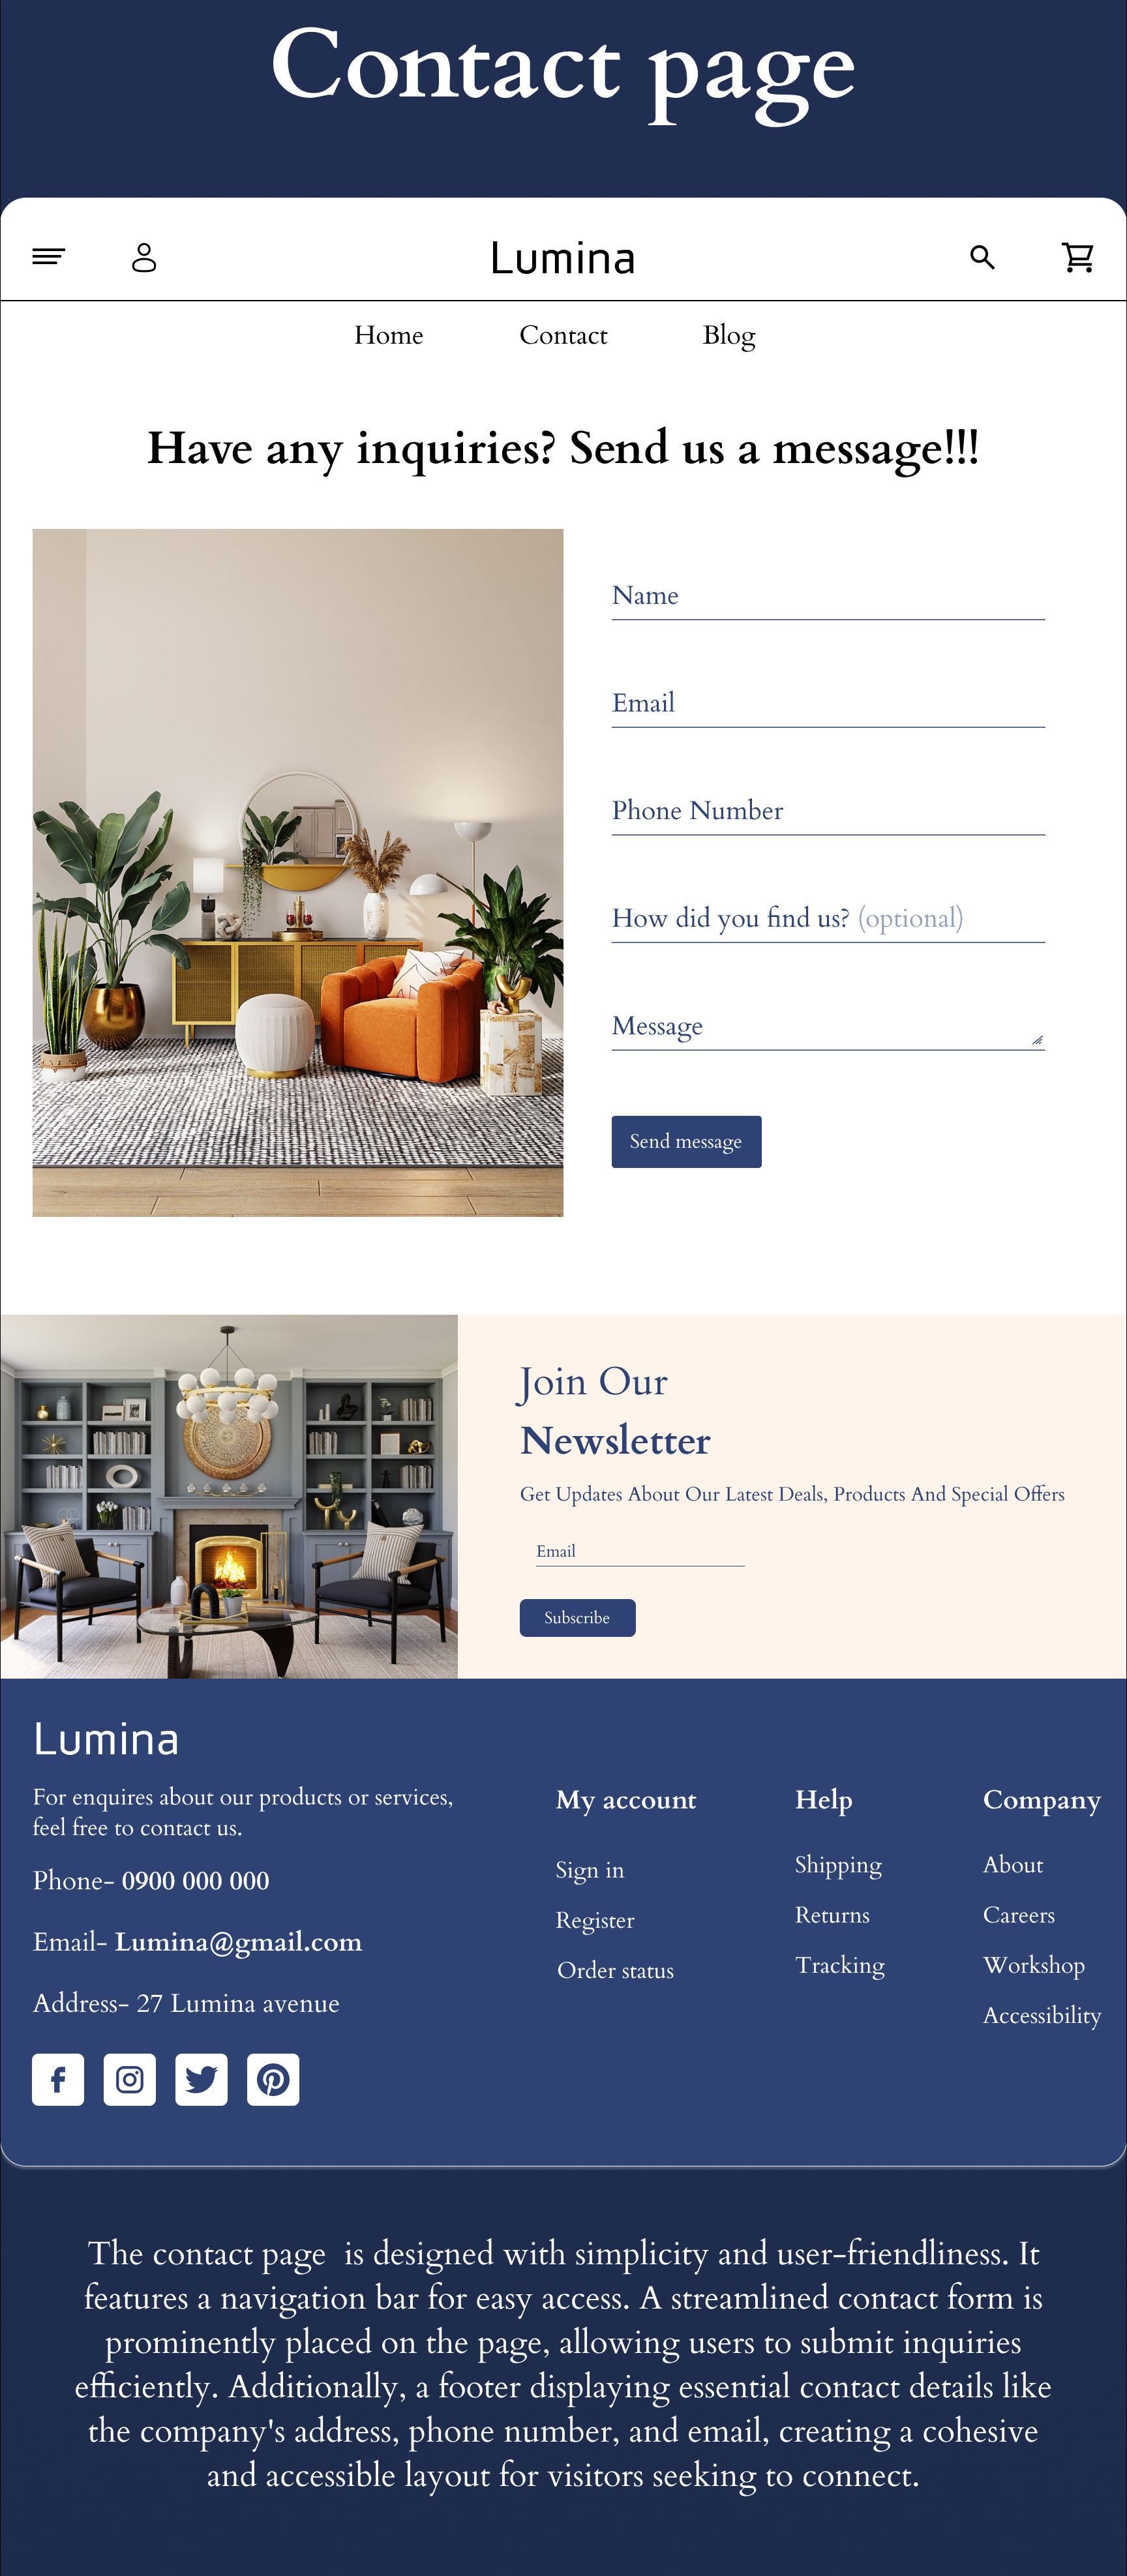 Contact page
Lumina
Home Contact Blog
Have any inquiries? Send us a message!!!
Name
Email
Phone Number
How did you find us? (optional)
Message
Send message
Join Our
Newsletter
Get Updates About Our Latest Deals, Products And Special Offers
Email
Subscribe
Lumina
For enquires about our products or services,
feel free to contact us.
Phone- 0900 000 000
Email- Lumina@gmail.com
Address- 27 Lumina avenue
My account
Sign in
Register
Order status
Help
Shipping
Returns
Tracking
Company
About
Careers
Workshop
Accessibility
The contact page is designed with simplicity and user-friendliness. It
features a navigation bar for easy access. A streamlined contact form is
prominently placed on the page, allowing users to submit inquiries
efficiently. Additionally, a footer displaying essential contact details like
the company's address, phone number, and email, creating a cohesive
and accessible layout for visitors seeking to connect.